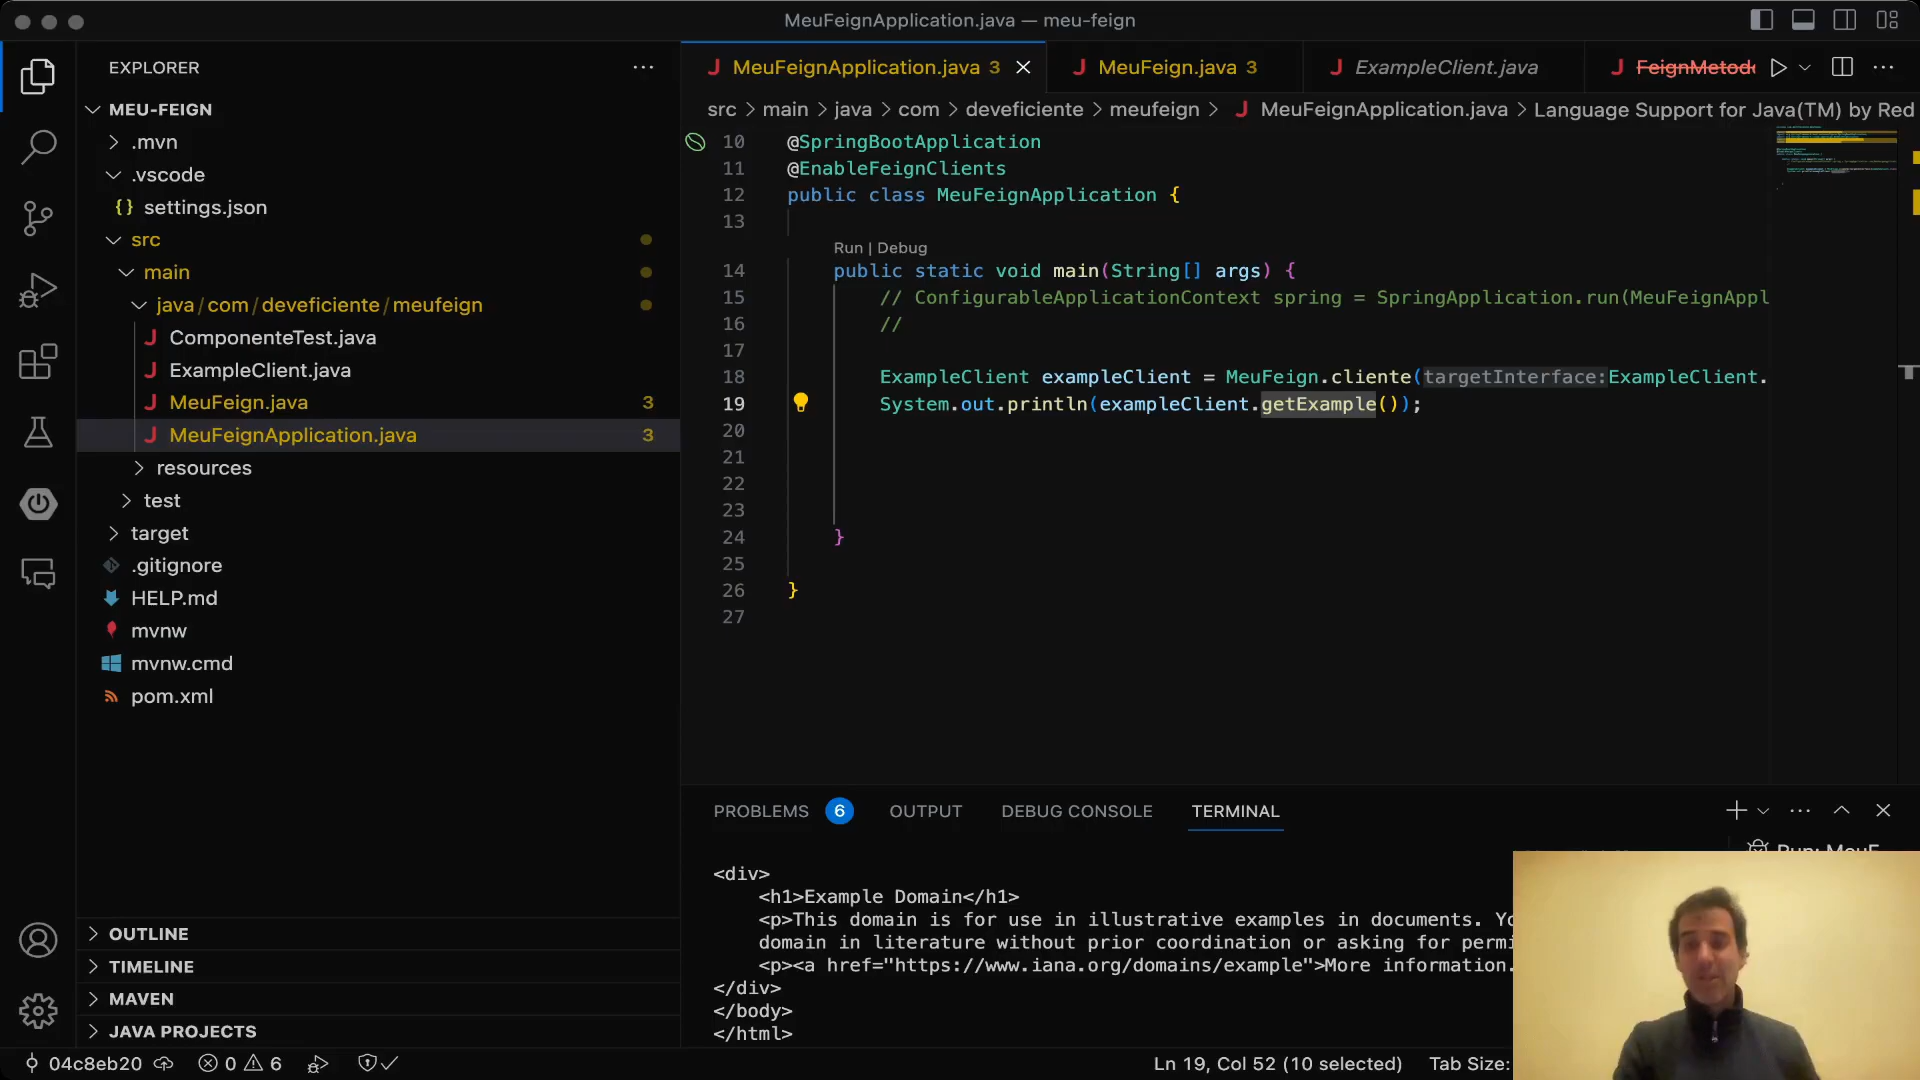 MeuFeignApplication.java — meu-feign
EXPLORER
MEU-FEIGN
.mvn
.vscode
{} settings.json
src
main
java/com/deveficiente/meufeign
J ComponenteTest.java
J ExampleClient.java
J MeuFeign.java 3
J MeuFeignApplication.java 3
resources
test
target
.gitignore
HELP.md
mvnw
mvnw.cmd
pom.xml
OUTLINE
TIMELINE
MAVEN
JAVA PROJECTS
J MeuFeignApplication.java 3
J MeuFeign.java 3
J ExampleClient.java
J FeignMetod
src > main > java > com > deveficiente > meufeign > J MeuFeignApplication.java > Language Support for Java(TM) by Red
10 @SpringBootApplication
11 @EnableFeignClients
12 public class MeuFeignApplication {
13
Run | Debug
14 public static void main(String[] args) {
15 // ConfigurableApplicationContext spring = SpringApplication.run(MeuFeignAppl
16 //
17
18 ExampleClient exampleClient = MeuFeign.cliente(targetInterface:ExampleClient.
19 System.out.println(exampleClient.getExample());
20
21
22
23
24 }
25
26 }
27
PROBLEMS 6 OUTPUT DEBUG CONSOLE TERMINAL
<div>
<h1>Example Domain</h1>
<p>This domain is for use in illustrative examples in documents.
domain in literature without prior coordination or asking for permi
<p><a href="https://www.iana.org/domains/example">More information.
</div>
</body>
</html>
04c8eb20 0 6
Ln 19, Col 52 (10 selected) Tab Size: